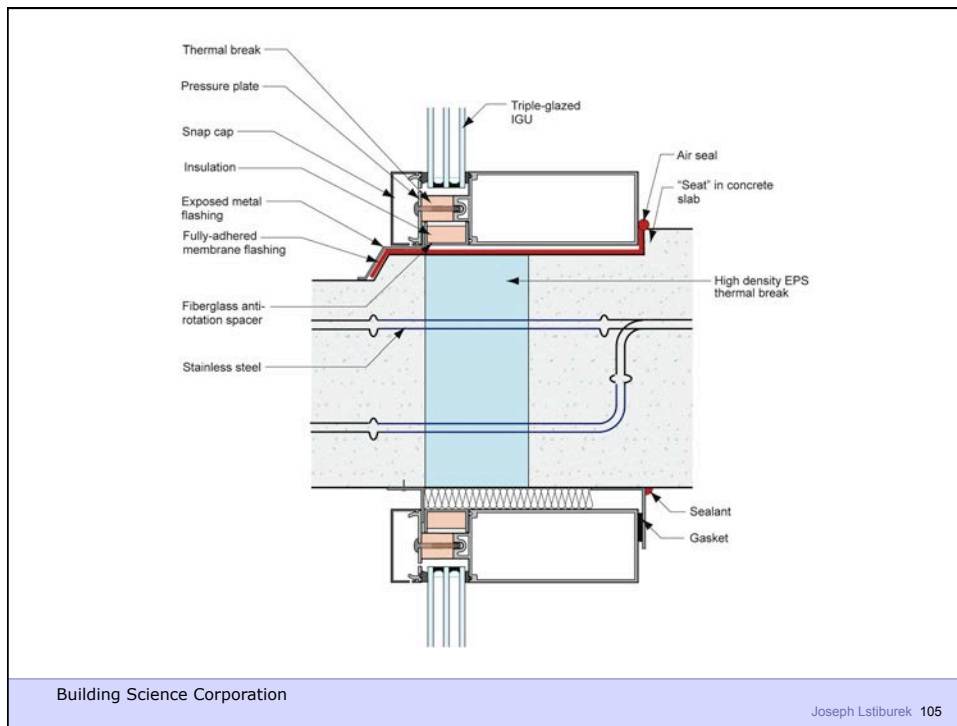 Thermal break
Pressure plate
Snap cap
Insulation
Exposed metal
flashing
Fully-adhered
membrane flashing
Fiberglass anti-
rotation spacer
Stainless steel
Triple-glazed
IGU
Air seal
“Seat” in concrete
slab
High density EPS
thermal break
Sealant
Gasket
Building Science Corporation
Joseph Lstiburek 105